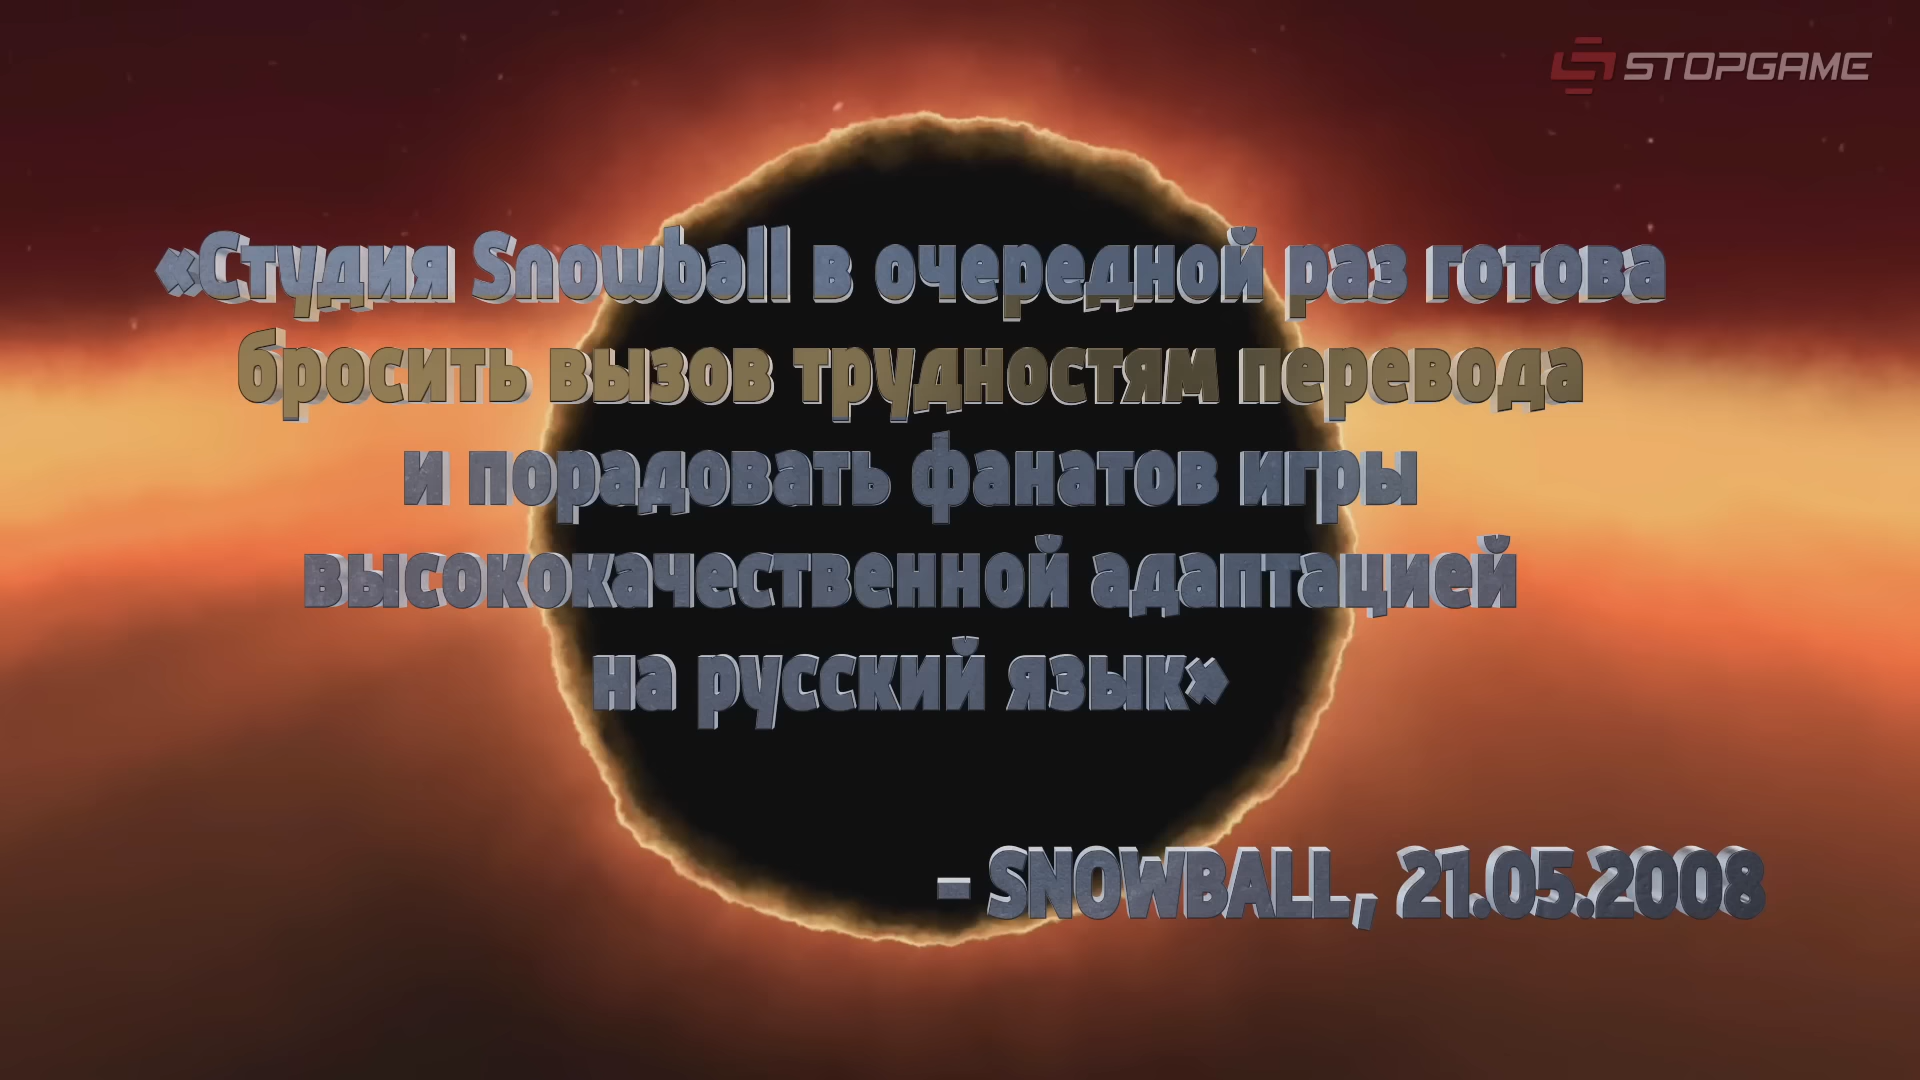 STOPGAME
«Студия Snowball в очередной раз готова
бросить вызов трудностям перевода
и порадовать фанатов игры
высококачественной адаптацией
на русский язык»
– SNOWBALL, 21.05.2008